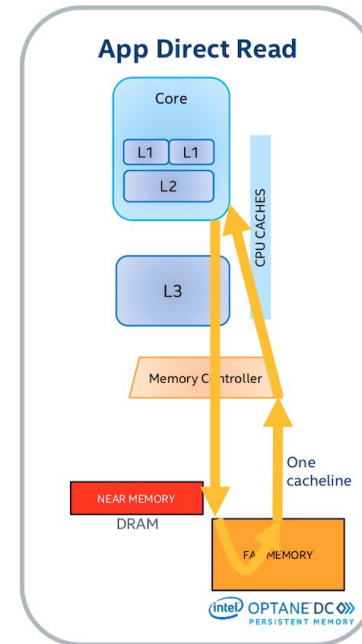 App Direct Read
Core
L1 L1
L2
CPU CACHES
L3
Memory Controller
One
cacheline
NEAR MEMORY
DRAM
FAR MEMORY
intel OPTANE DC
PERSISTENT MEMORY